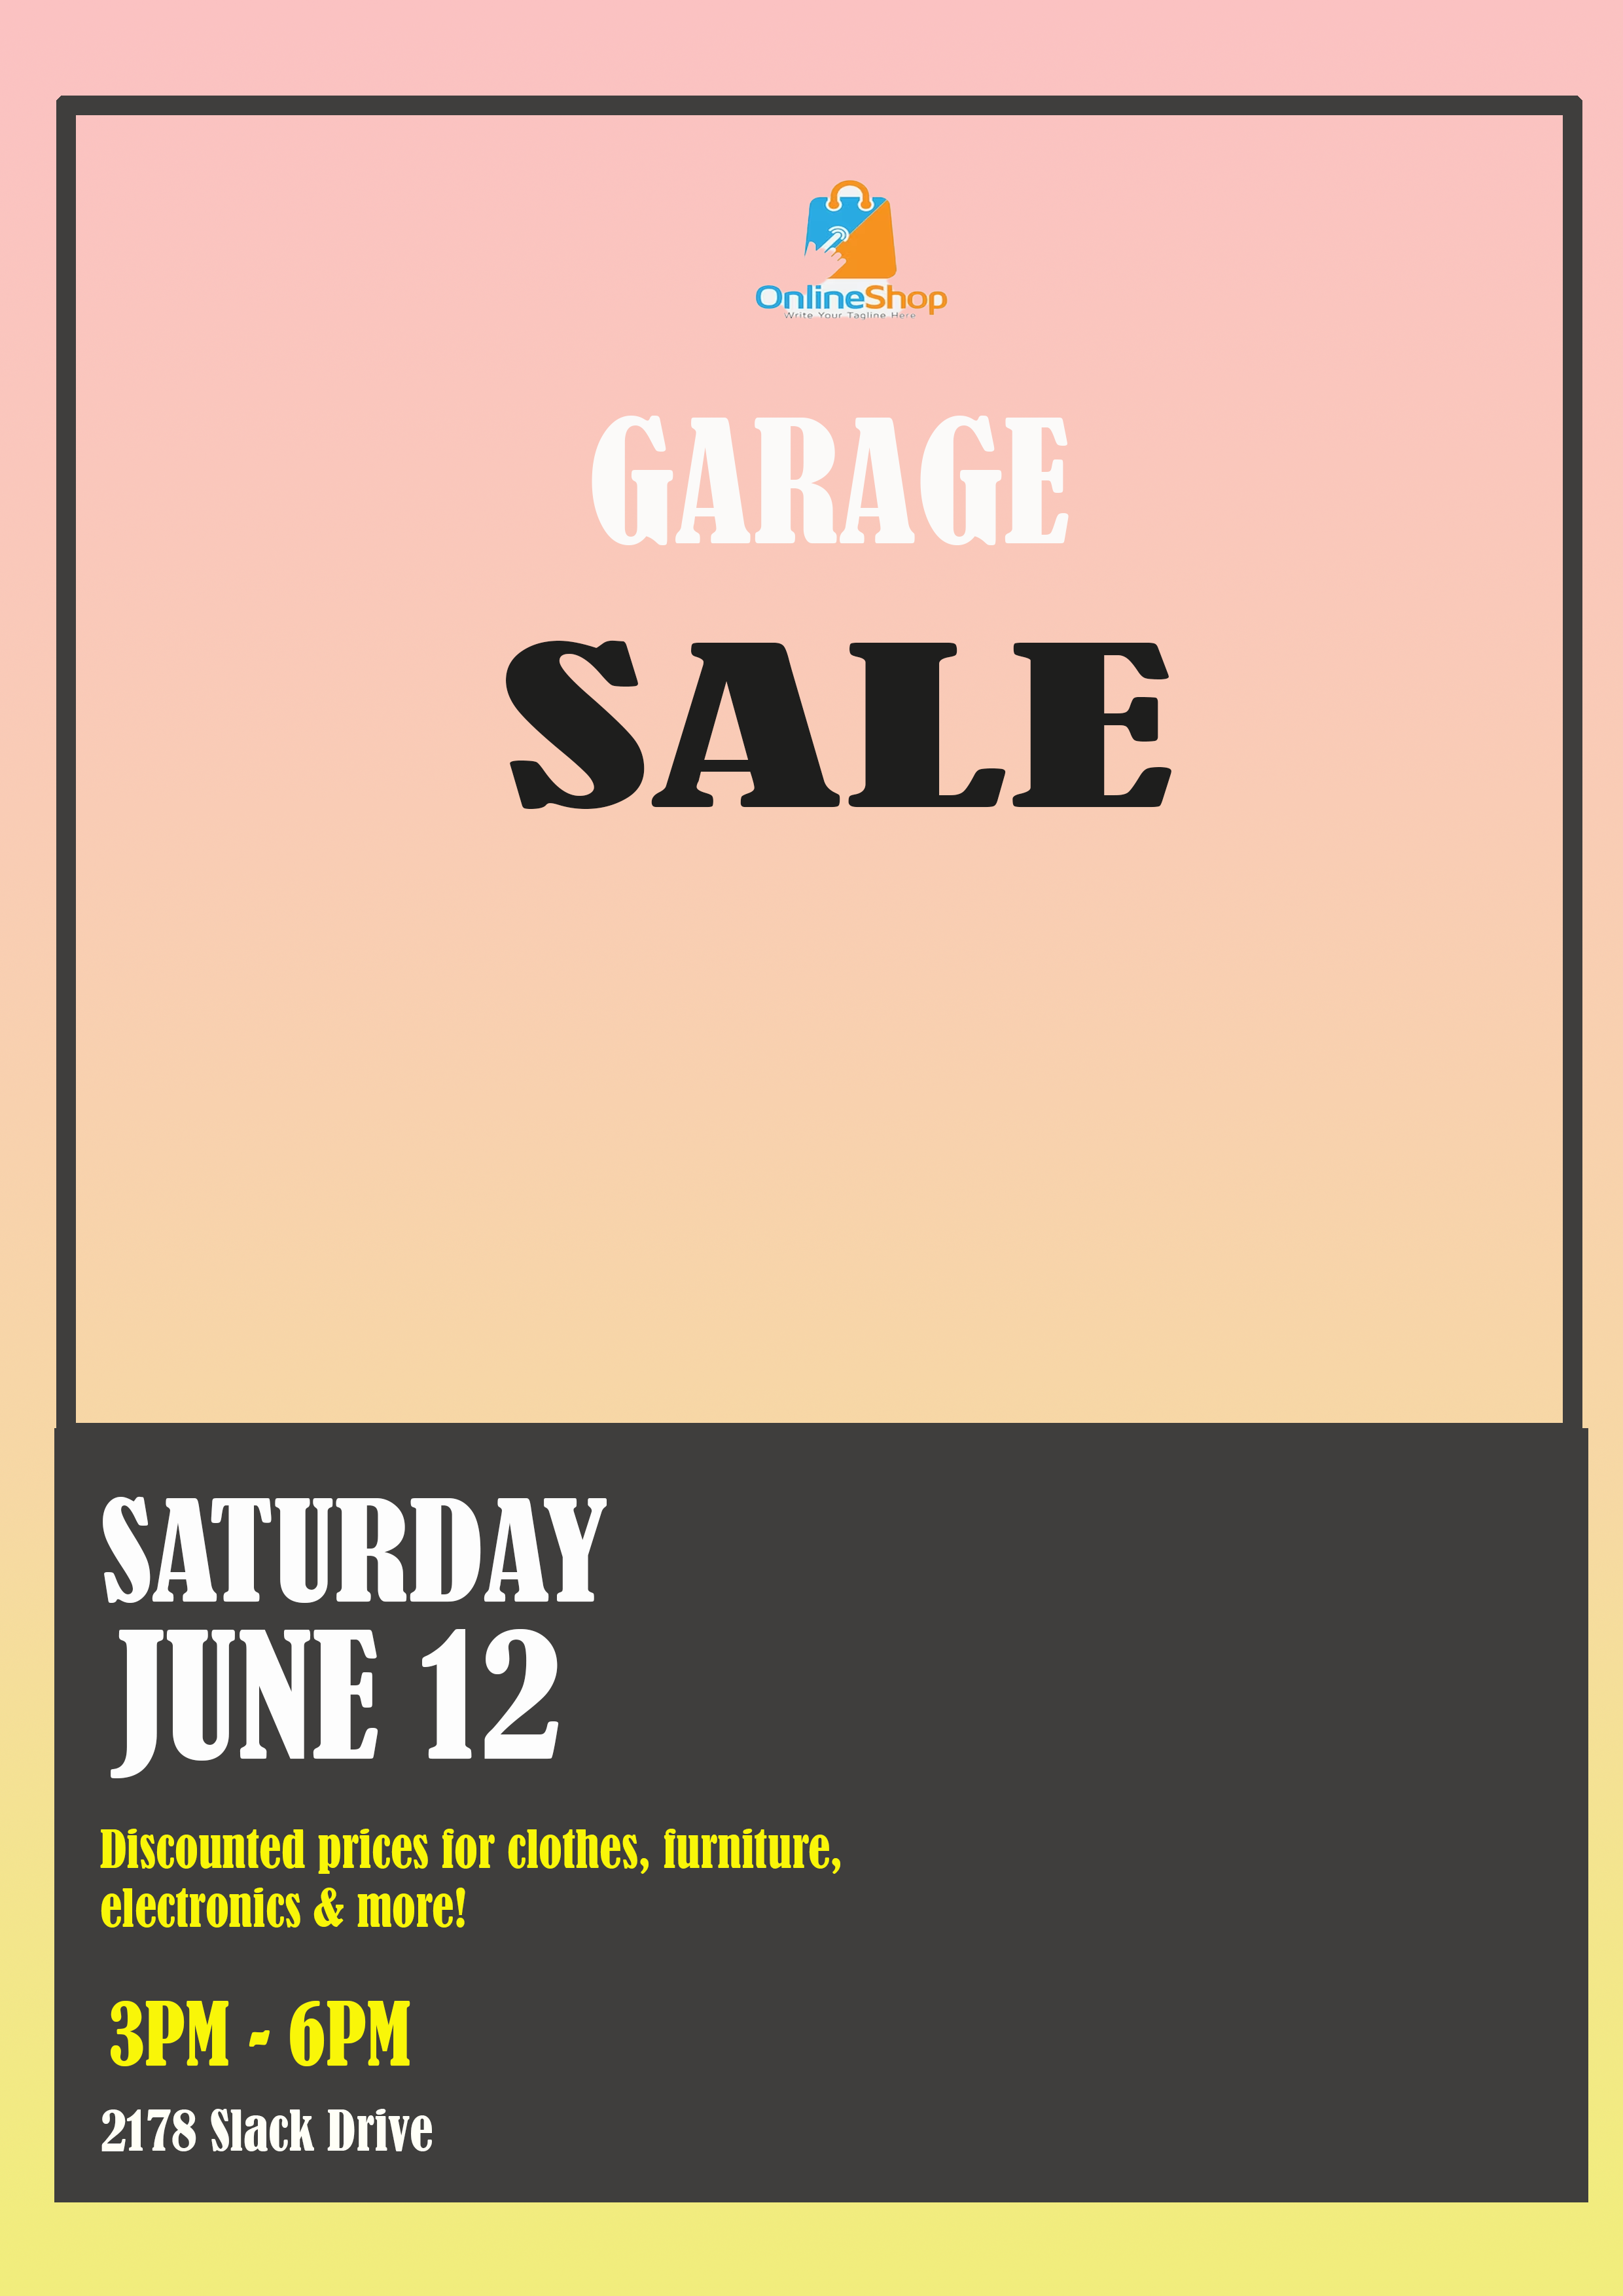 OnlineShop
Write Your Tagline Here
GARAGE
SALE
SATURDAY
JUNE 12
Discounted prices for clothes, furniture,
electronics & more!
3PM - 6PM
2178 Slack Drive